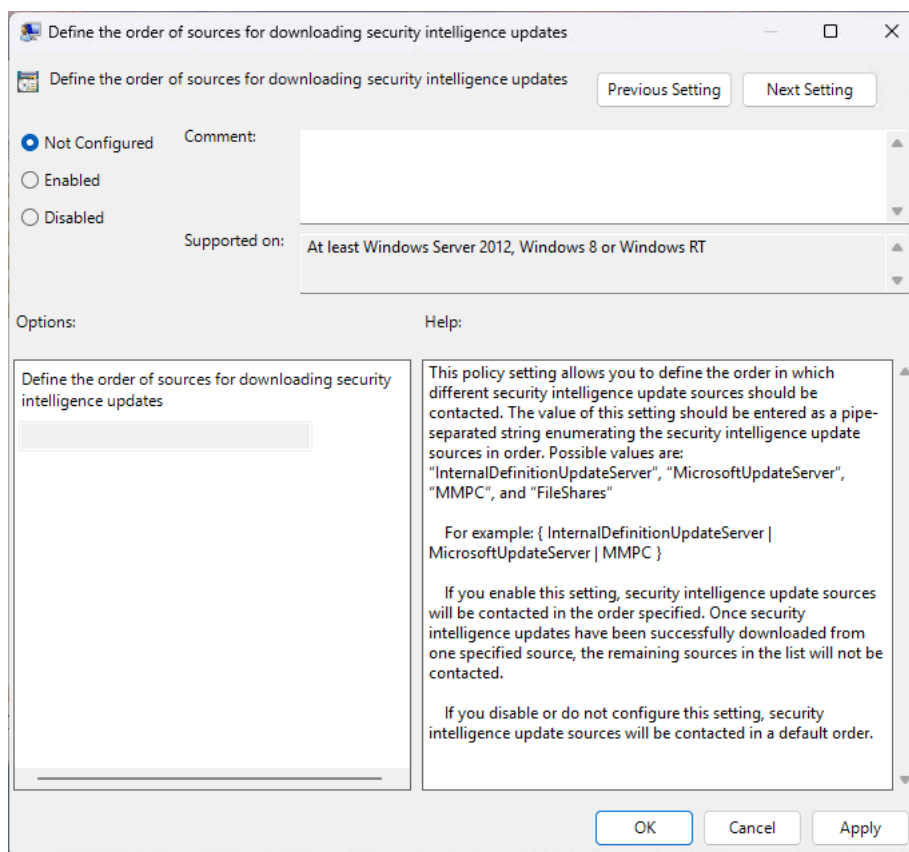 Define the order of sources for downloading security intelligence updates
Define the order of sources for downloading security intelligence updates
Previous Setting
Next Setting
Not Configured
Enabled
Disabled
Comment:
Supported on:
At least Windows Server 2012, Windows 8 or Windows RT
Options:
Help:
Define the order of sources for downloading security
intelligence updates
This policy setting allows you to define the order in which
different security intelligence update sources should be
contacted. The value of this setting should be entered as a pipe-
separated string enumerating the security intelligence update
sources in order. Possible values are:
“InternalDefinitionUpdateServer”, “MicrosoftUpdateServer”,
“MMPC”, and “FileShares”
For example: { InternalDefinitionUpdateServer |
MicrosoftUpdateServer | MMPC }
If you enable this setting, security intelligence update sources
will be contacted in the order specified. Once security
intelligence updates have been successfully downloaded from
one specified source, the remaining sources in the list will not be
contacted.
If you disable or do not configure this setting, security
intelligence update sources will be contacted in a default order.
OK
Cancel
Apply